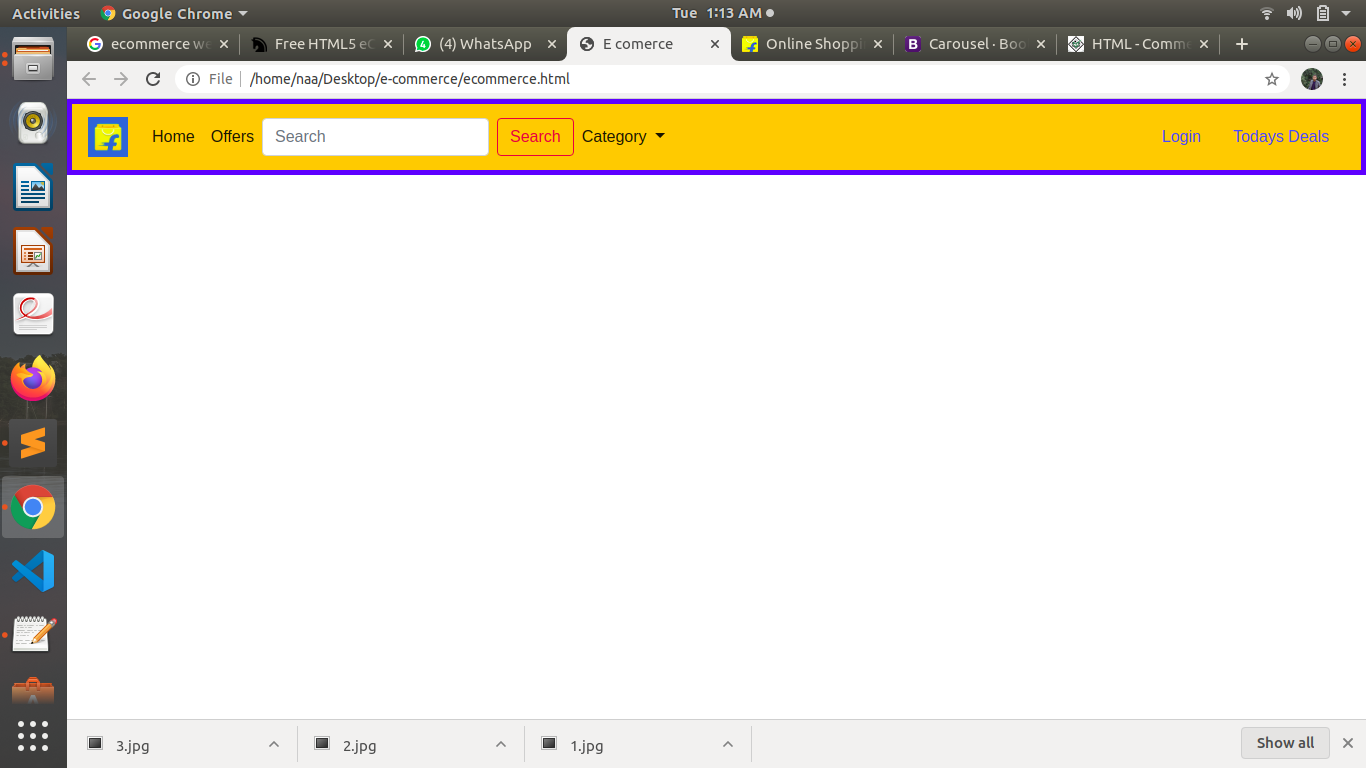 Activities Google Chrome Tue 1:13 AM
ecommerce we (4) WhatsApp E comerce Online Shoppi Carousel · Boo HTML - Comme
Free HTML5 eC
File /home/naa/Desktop/e-commerce/ecommerce.html
Home Offers Search Search Category Login Todays Deals
3.jpg 2.jpg 1.jpg Show all